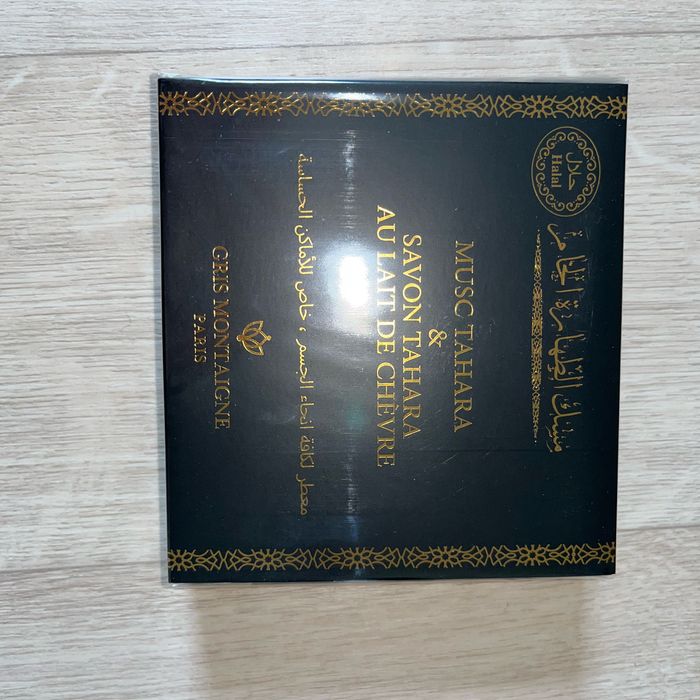 حلال
Halal
مسك الطهارة الخامر
MUSC TAHARA
&
SAVON TAHARA
AU LAIT DE CHÈVRE
معطر لكافة انحاء الجسم ، خاص للأماكن الحساسة
GRIS MONTAIGNE
PARIS